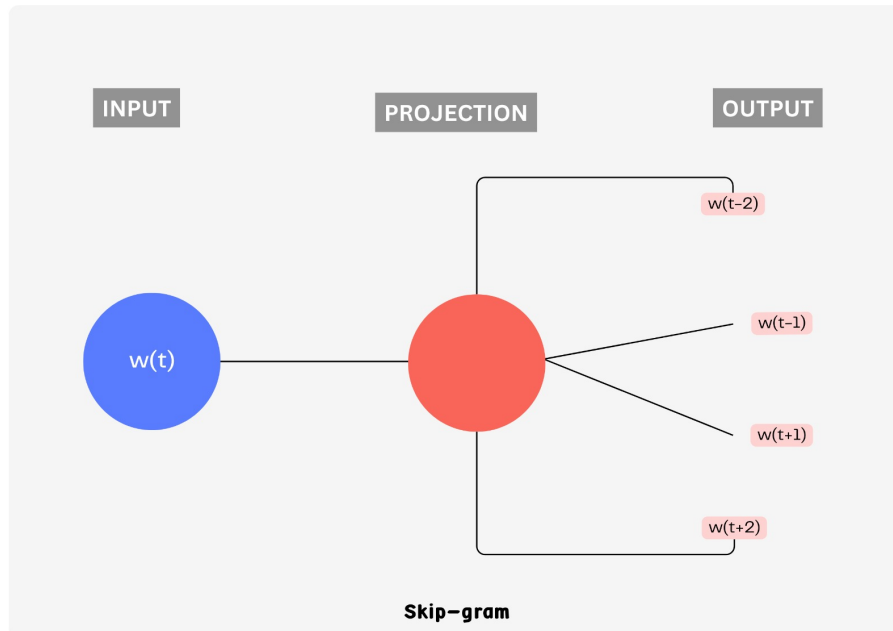 INPUT
PROJECTION
OUTPUT
w(t-2)
w(t-1)
w(t)
w(t+1)
w(t+2)
Skip-gram